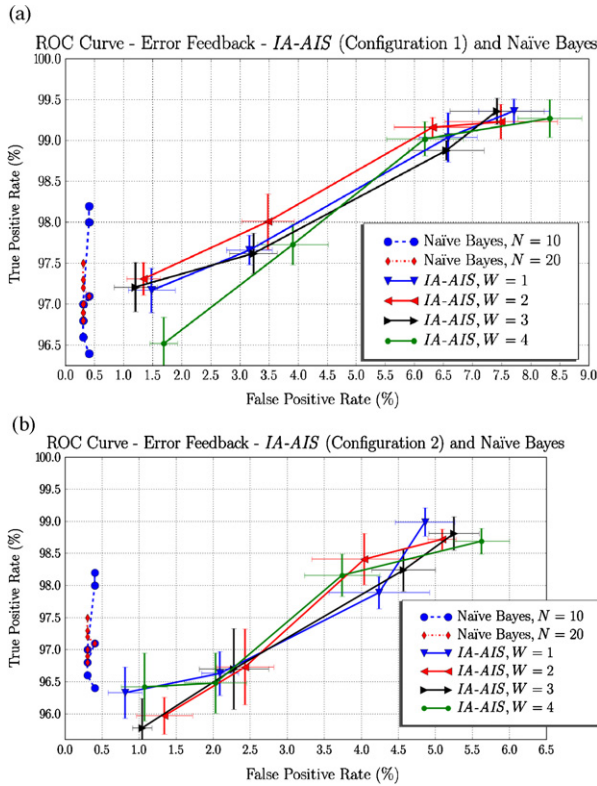 (a)
ROC Curve - Error Feedback - IA-AIS (Configuration 1) and Naïve Bayes
100.0
99.5
99.0
98.5
98.0
97.5
97.0
96.5
True Positive Rate (%)
Naïve Bayes, N = 10
Naïve Bayes, N = 20
IA-AIS, W = 1
IA-AIS, W = 2
IA-AIS, W = 3
IA-AIS, W = 4
0.0 0.5 1.0 1.5 2.0 2.5 3.0 3.5 4.0 4.5 5.0 5.5 6.0 6.5 7.0 7.5 8.0 8.5 9.0
False Positive Rate (%)
(b)
ROC Curve - Error Feedback - IA-AIS (Configuration 2) and Naïve Bayes
100.0
99.5
99.0
98.5
98.0
97.5
97.0
96.5
96.0
True Positive Rate (%)
Naïve Bayes, N = 10
Naïve Bayes, N = 20
IA-AIS, W = 1
IA-AIS, W = 2
IA-AIS, W = 3
IA-AIS, W = 4
0.0 0.5 1.0 1.5 2.0 2.5 3.0 3.5 4.0 4.5 5.0 5.5 6.0 6.5
False Positive Rate (%)